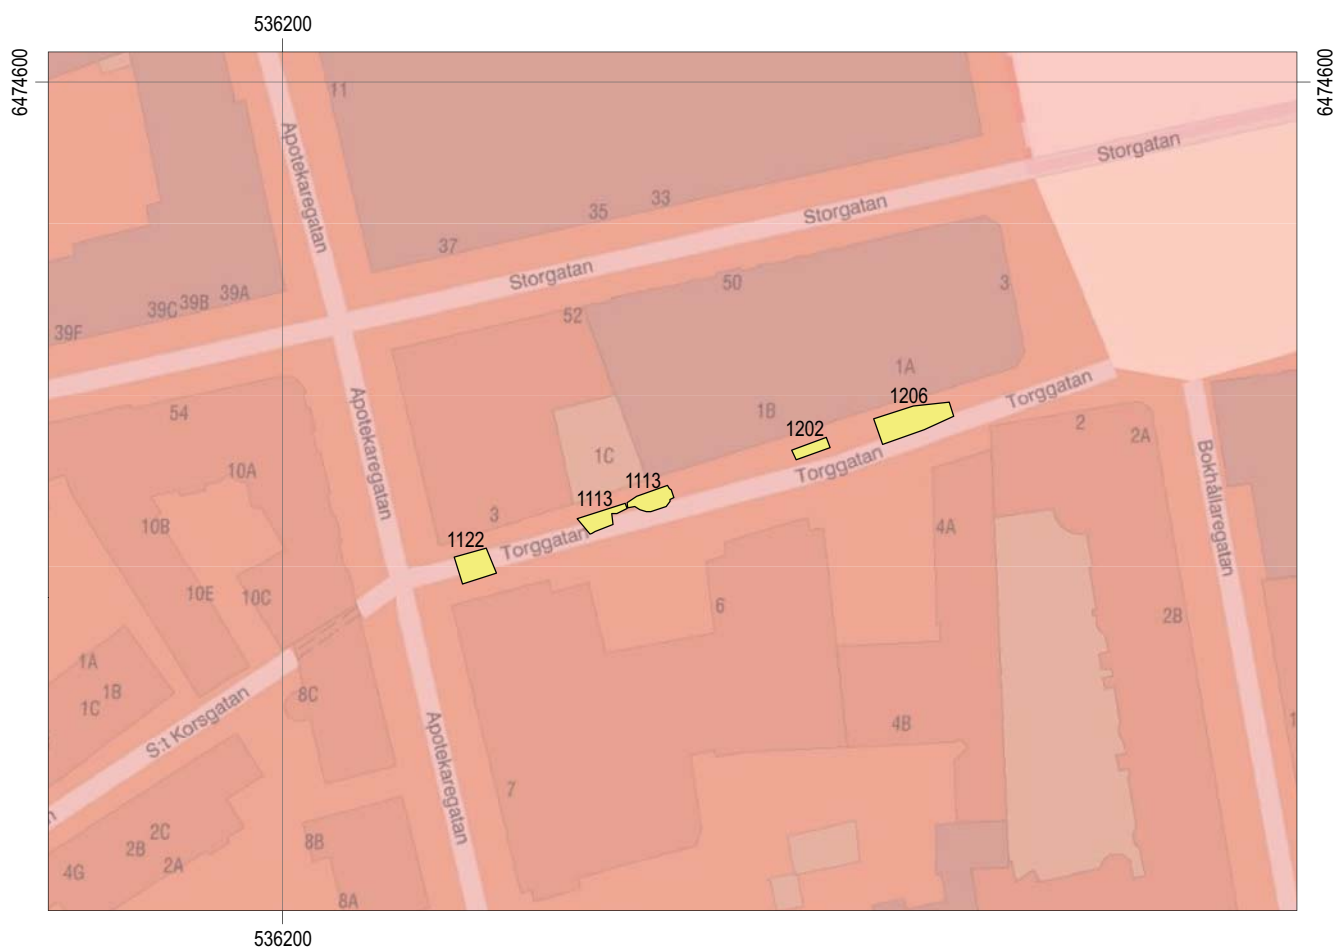 536200
6474600
6474600
11
Apotekaregatan
Storgatan
33
35
Storgatan
37
Storgatan
39A
39B
39C
39F
50
3
52
1A
Torggatan
1206
54
1B
2
2A
1202
Apotekaregatan
10A
1C
Torggatan
Bokhållaregatan
1113
1113
3
10B
4A
1122
Torggatan
10E
10C
6
2B
1A
1B
1C
8C
S:t Korsgatan
4B
1
Apotekaregatan
7
n
2C
2B
2A
8B
4G
8A
536200